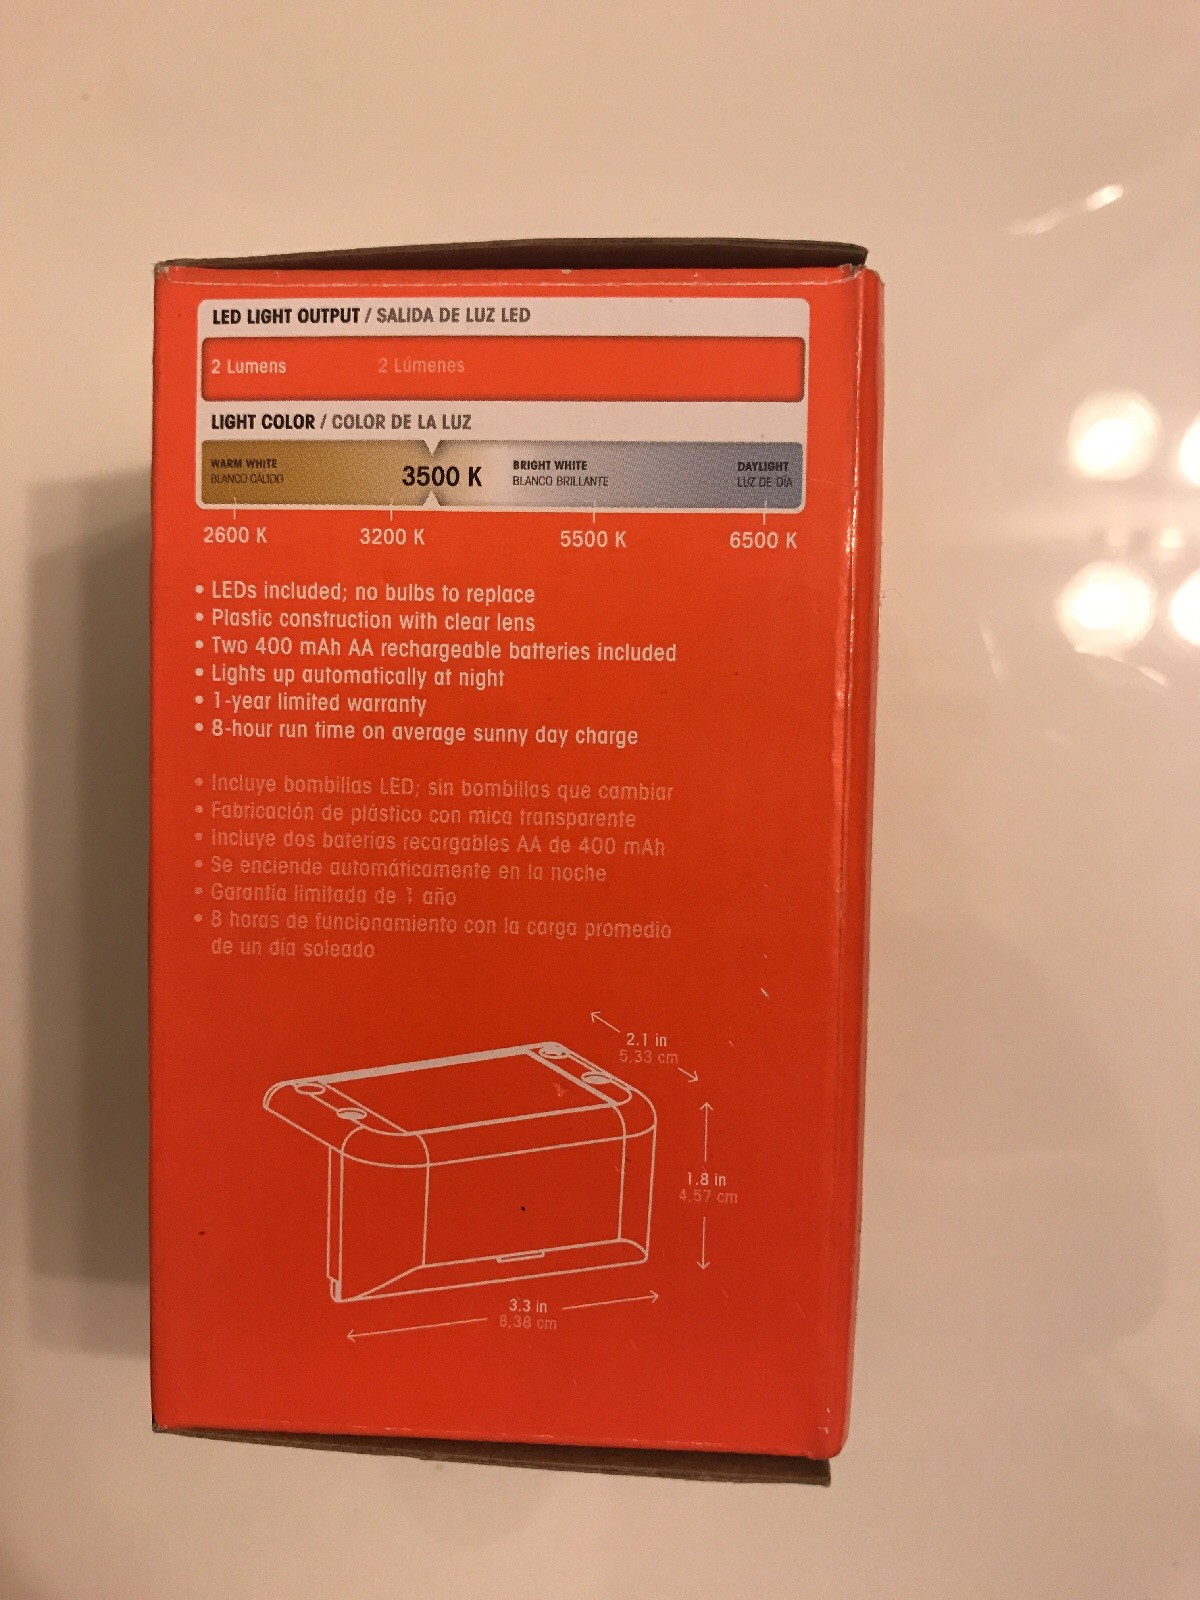 LED LIGHT OUTPUT / SALIDA DE LUZ LED
2 Lumens 2 Lúmenes
LIGHT COLOR / COLOR DE LA LUZ
WARM WHITE
BLANCO CÁLIDO
3500 K
BRIGHT WHITE
BLANCO BRILLANTE
DAYLIGHT
LUZ DE DÍA
2600 K 3200 K 5500 K 6500 K
• LEDs included; no bulbs to replace
• Plastic construction with clear lens
• Two 400 mAh AA rechargeable batteries included
• Lights up automatically at night
• 1-year limited warranty
• 8-hour run time on average sunny day charge
• Incluye bombillas LED; sin bombillas que cambiar
• Fabricación de plástico con mica transparente
• Incluye dos baterías recargables AA de 400 mAh
• Se enciende automáticamente en la noche
• Garantía limitada de 1 año
• 8 horas de funcionamiento con la carga promedio
de un día soleado
2.1 in
5,33 cm
1.8 in
4,57 cm
3.3 in
8,38 cm